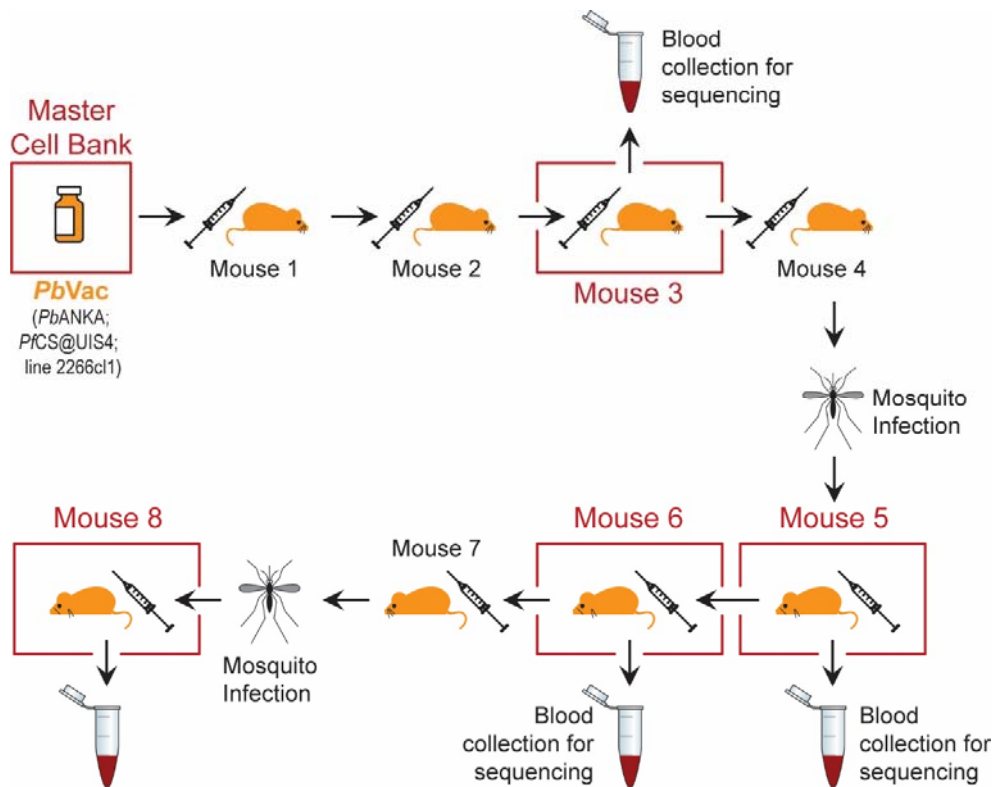 Blood
collection for
sequencing
Master
Cell Bank
PbVac
(PbANKA;
PfCS@UIS4;
line 2266cl1)
Mouse 1
Mouse 2
Mouse 3
Mouse 4
Mosquito
Infection
Mouse 8
Mouse 7
Mouse 6
Mouse 5
Mosquito
Infection
Blood
collection for
sequencing
Blood
collection for
sequencing